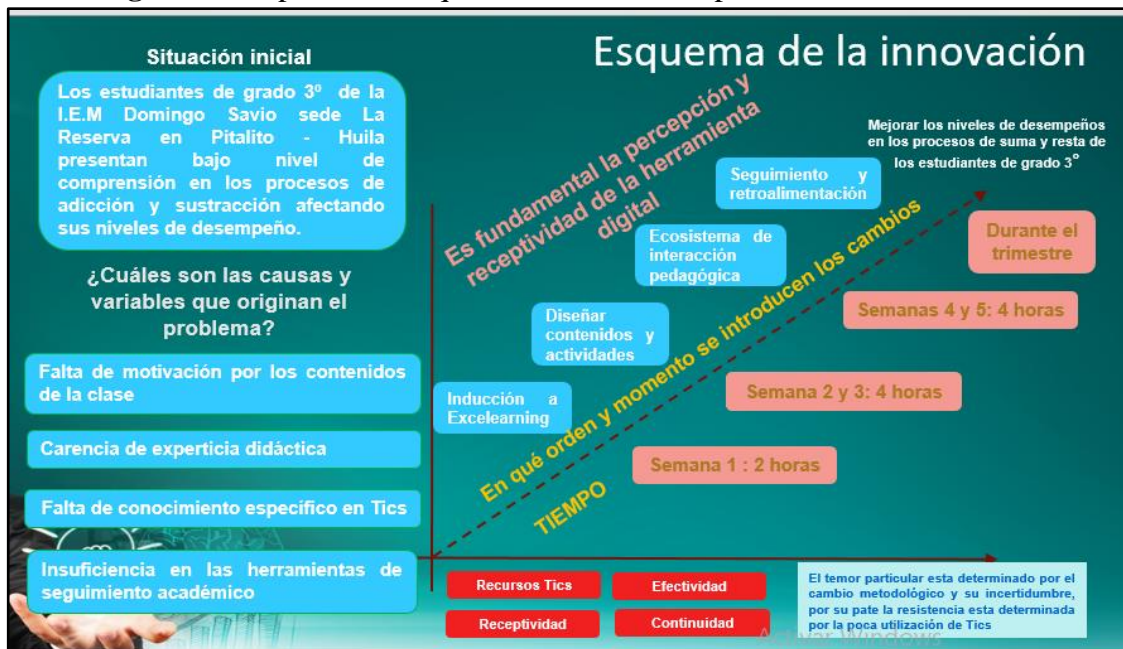 Esquema de la innovación
Situación inicial
Los estudiantes de grado 3º de la
I.E.M Domingo Savio sede La
Reserva en Pitalito - Huila
presentan bajo nivel de
comprensión en los procesos de
adicción y sustracción afectando
sus niveles de desempeño.
¿Cuáles son las causas y
variables que originan el
problema?
Falta de motivación por los contenidos
de la clase
Carencia de experticia didáctica
Falta de conocimiento especifico en Tics
Insuficiencia en las herramientas de
seguimiento académico
Es fundamental la percepción y
receptividad de la herramienta
digital
Mejorar los niveles de desempeños
en los procesos de suma y resta de
los estudiantes de grado 3°
Seguimiento y
retroalimentación
Ecosistema de
interacción
pedagógica
Diseñar
contenidos y
actividades
Inducción a
Excelearning
En qué orden y momento se introducen los cambios
TIEMPO
Durante el
trimestre
Semanas 4 y 5: 4 horas
Semana 2 y 3: 4 horas
Semana 1 : 2 horas
Recursos Tics
Efectividad
Receptividad
Continuidad
El temor particular esta determinado por el
cambio metodológico y su incertidumbre,
por su pate la resistencia esta determinada
por la poca utilización de Tics
Activar Windows